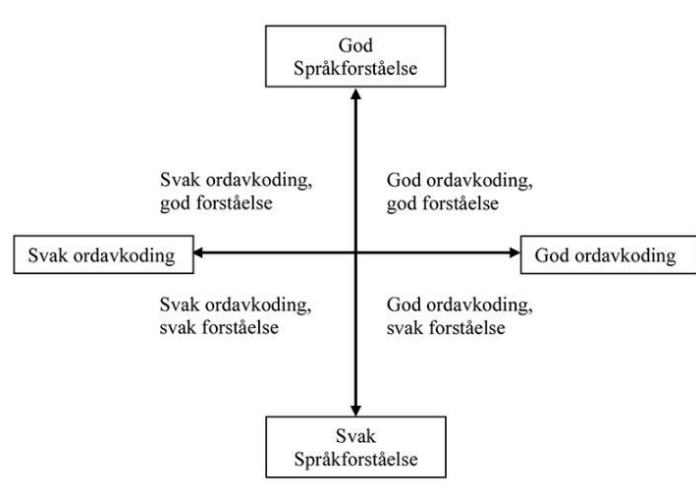 God
Språkforståelse
Svak ordavkoding,
god forståelse
God ordavkoding,
god forståelse
Svak ordavkoding
God ordavkoding
Svak ordavkoding,
svak forståelse
God ordavkoding,
svak forståelse
Svak
Språkforståelse